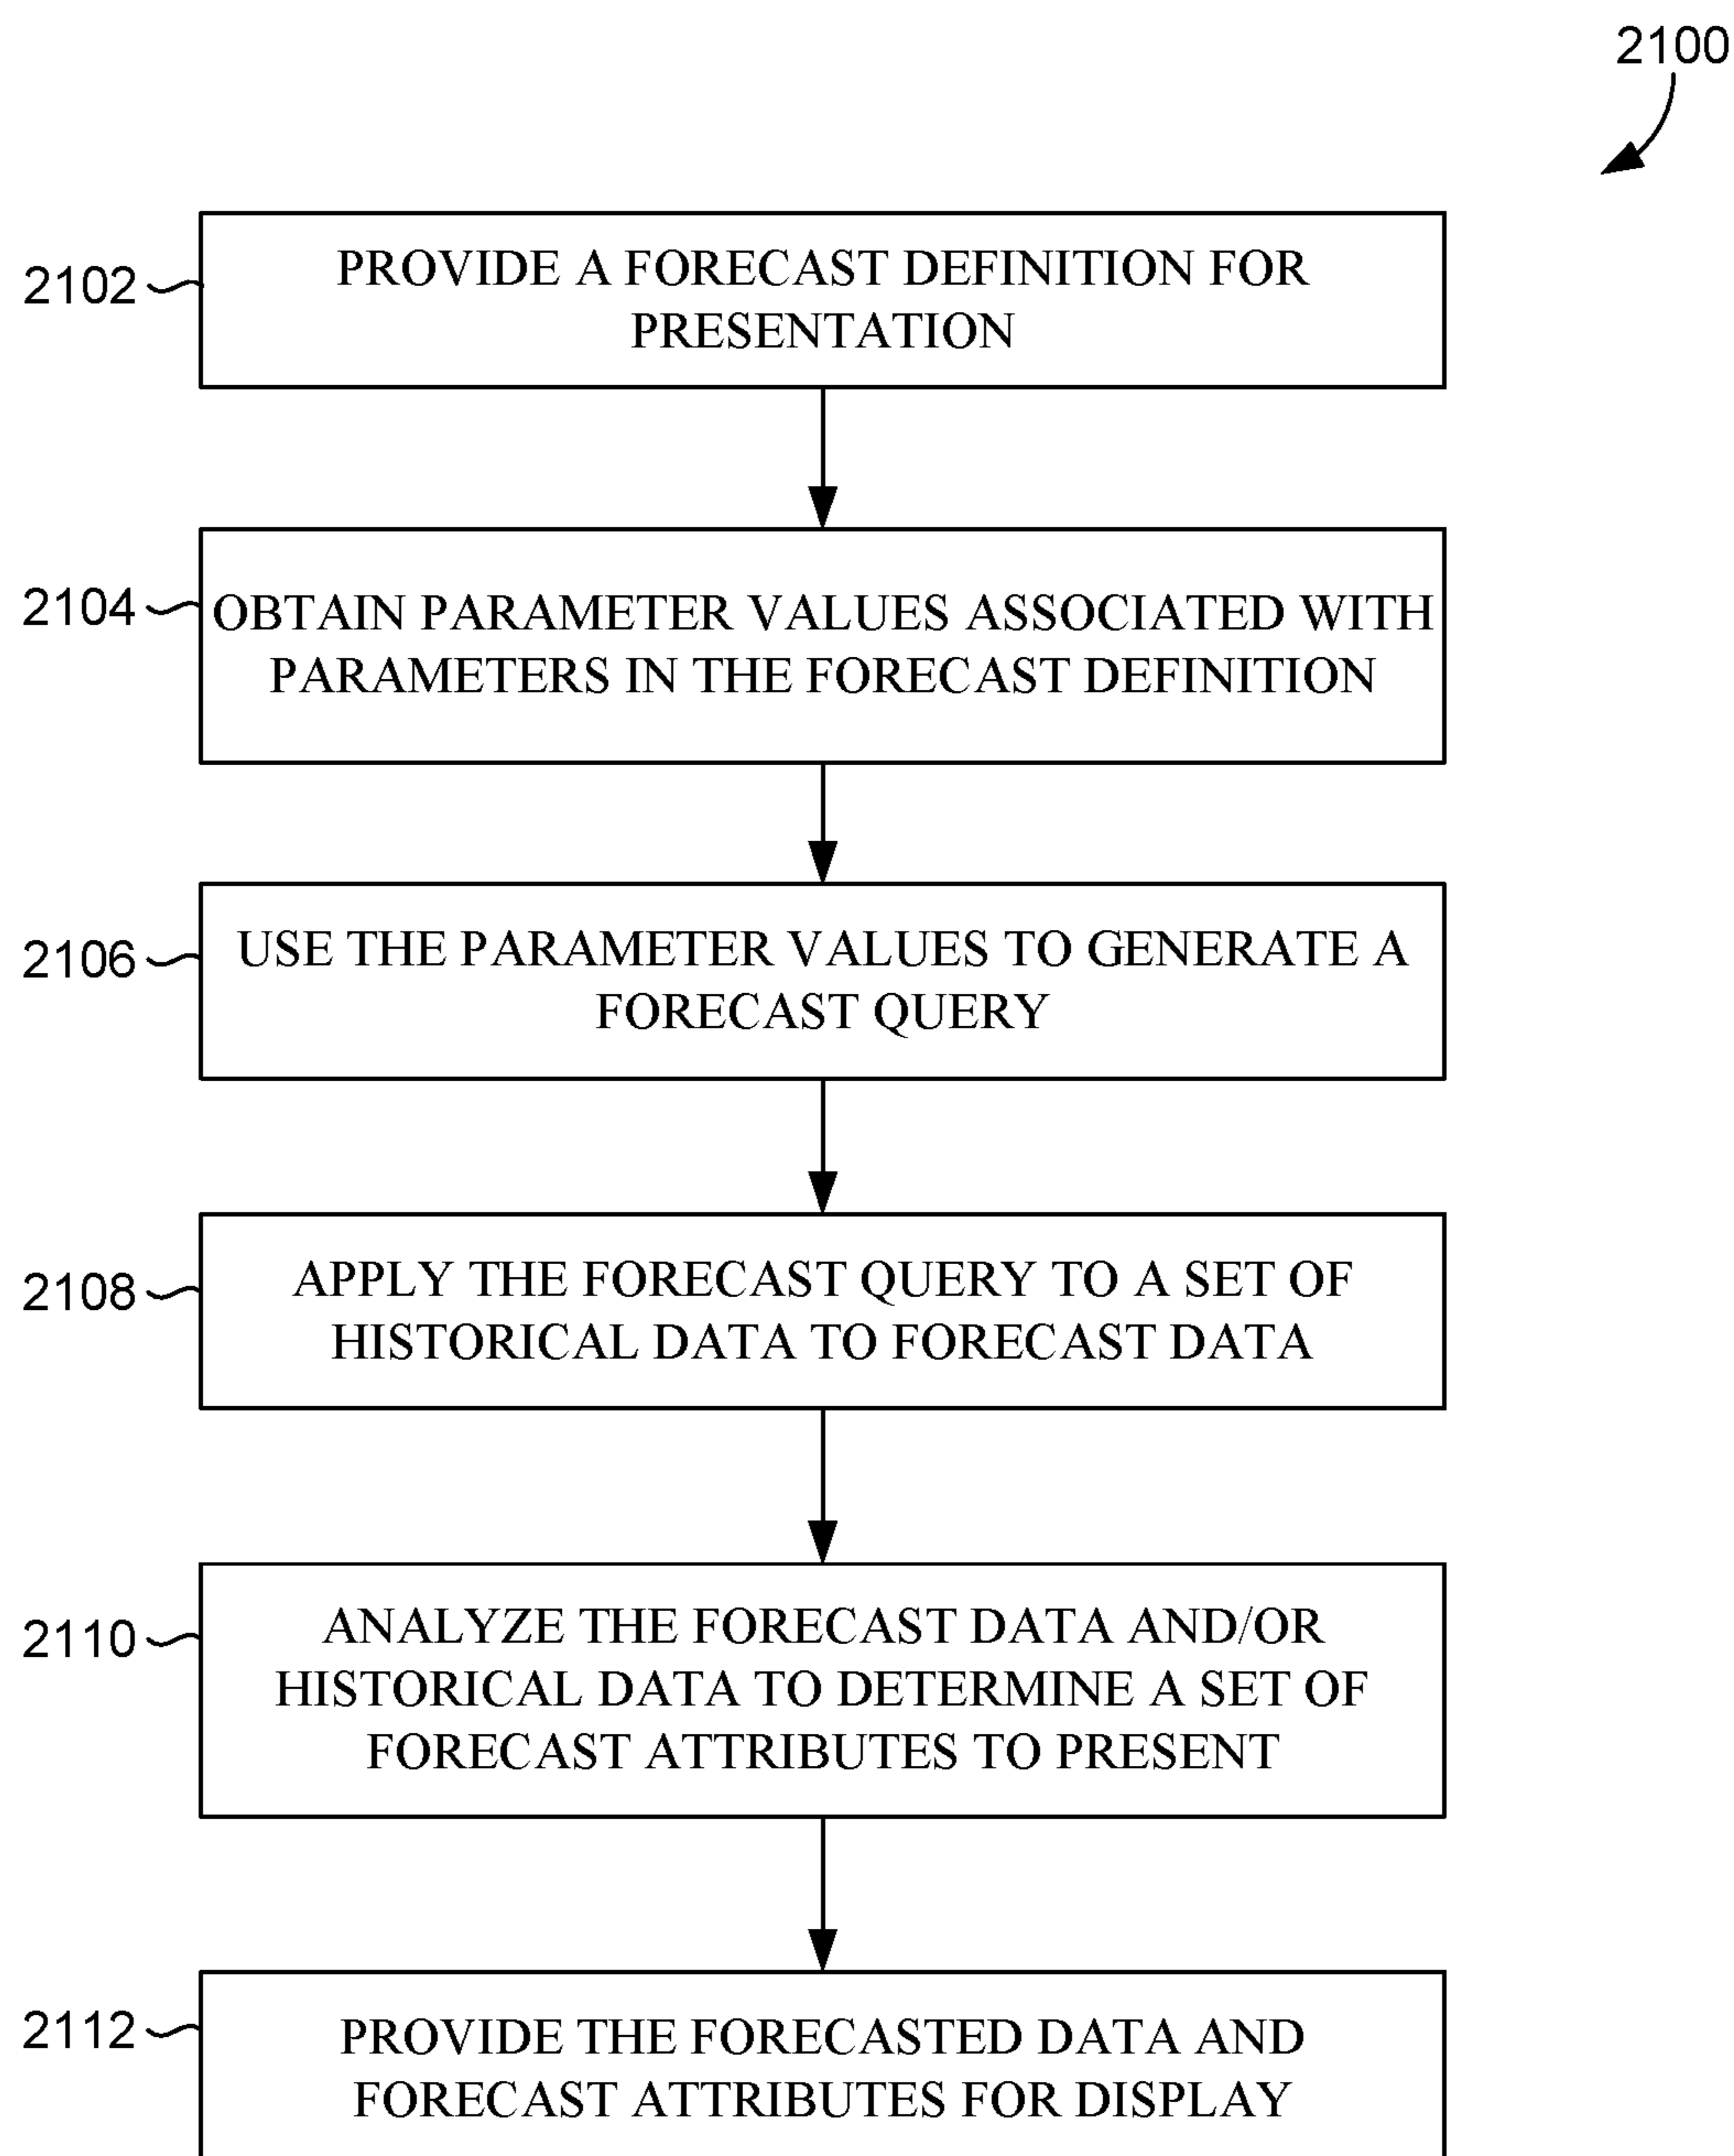 2100
2102
PROVIDE A FORECAST DEFINITION FOR
PRESENTATION
2104
OBTAIN PARAMETER VALUES ASSOCIATED WITH
PARAMETERS IN THE FORECAST DEFINITION
2106
USE THE PARAMETER VALUES TO GENERATE A
FORECAST QUERY
2108
APPLY THE FORECAST QUERY TO A SET OF
HISTORICAL DATA TO FORECAST DATA
2110
ANALYZE THE FORECAST DATA AND/OR
HISTORICAL DATA TO DETERMINE A SET OF
FORECAST ATTRIBUTES TO PRESENT
2112
PROVIDE THE FORECASTED DATA AND
FORECAST ATTRIBUTES FOR DISPLAY